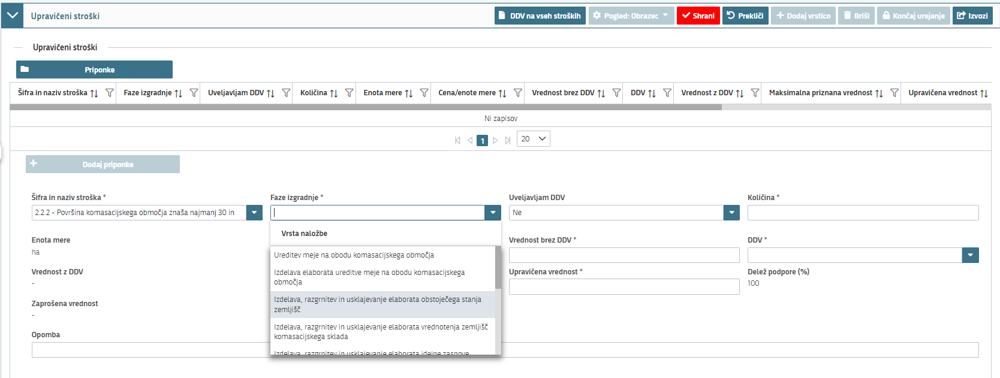 Upravičeni stroški
DDV na vseh stroških
Pogled: Obrazec
Shrani
Prekliči
Dodaj vrstico
Briši
Končaj urejanje
Izvozi
Upravičeni stroški
Priponke
Šifra in naziv stroška
Faze izgradnje
Uveljavljam DDV
Količina
Enota mere
Cena/enote mere
Vrednost brez DDV
DDV
Vrednost z DDV
Maksimalna priznana vrednost
Upravičena vrednost
Ni zapisov
1
20
Dodaj priponke
Šifra in naziv stroška *
Faze izgradnje *
Uveljavljam DDV
Količina *
2.2.2 - Površina komasacijskega območja znaša najmanj 30 in
Ne
Vrsta naložbe
Ureditev meje na obodu komasacijskega območja
Izdelava elaborata ureditve meje na obodu komasacijskega
območja
Izdelava, razgrnitev in usklajevanje elaborata obstoječega stanja
zemljišč
Izdelava, razgrnitev in usklajevanje elaborata vrednotenja zemljišč
komasacijskega sklada
Izdelava, razgrnitev in usklajevanje elaborata idejne zasnove
Enota mere
ha
Vrednost brez DDV *
DDV *
Vrednost z DDV
-
Upravičena vrednost *
Delež podpore (%)
100
Zaprošena vrednost
-
Opomba